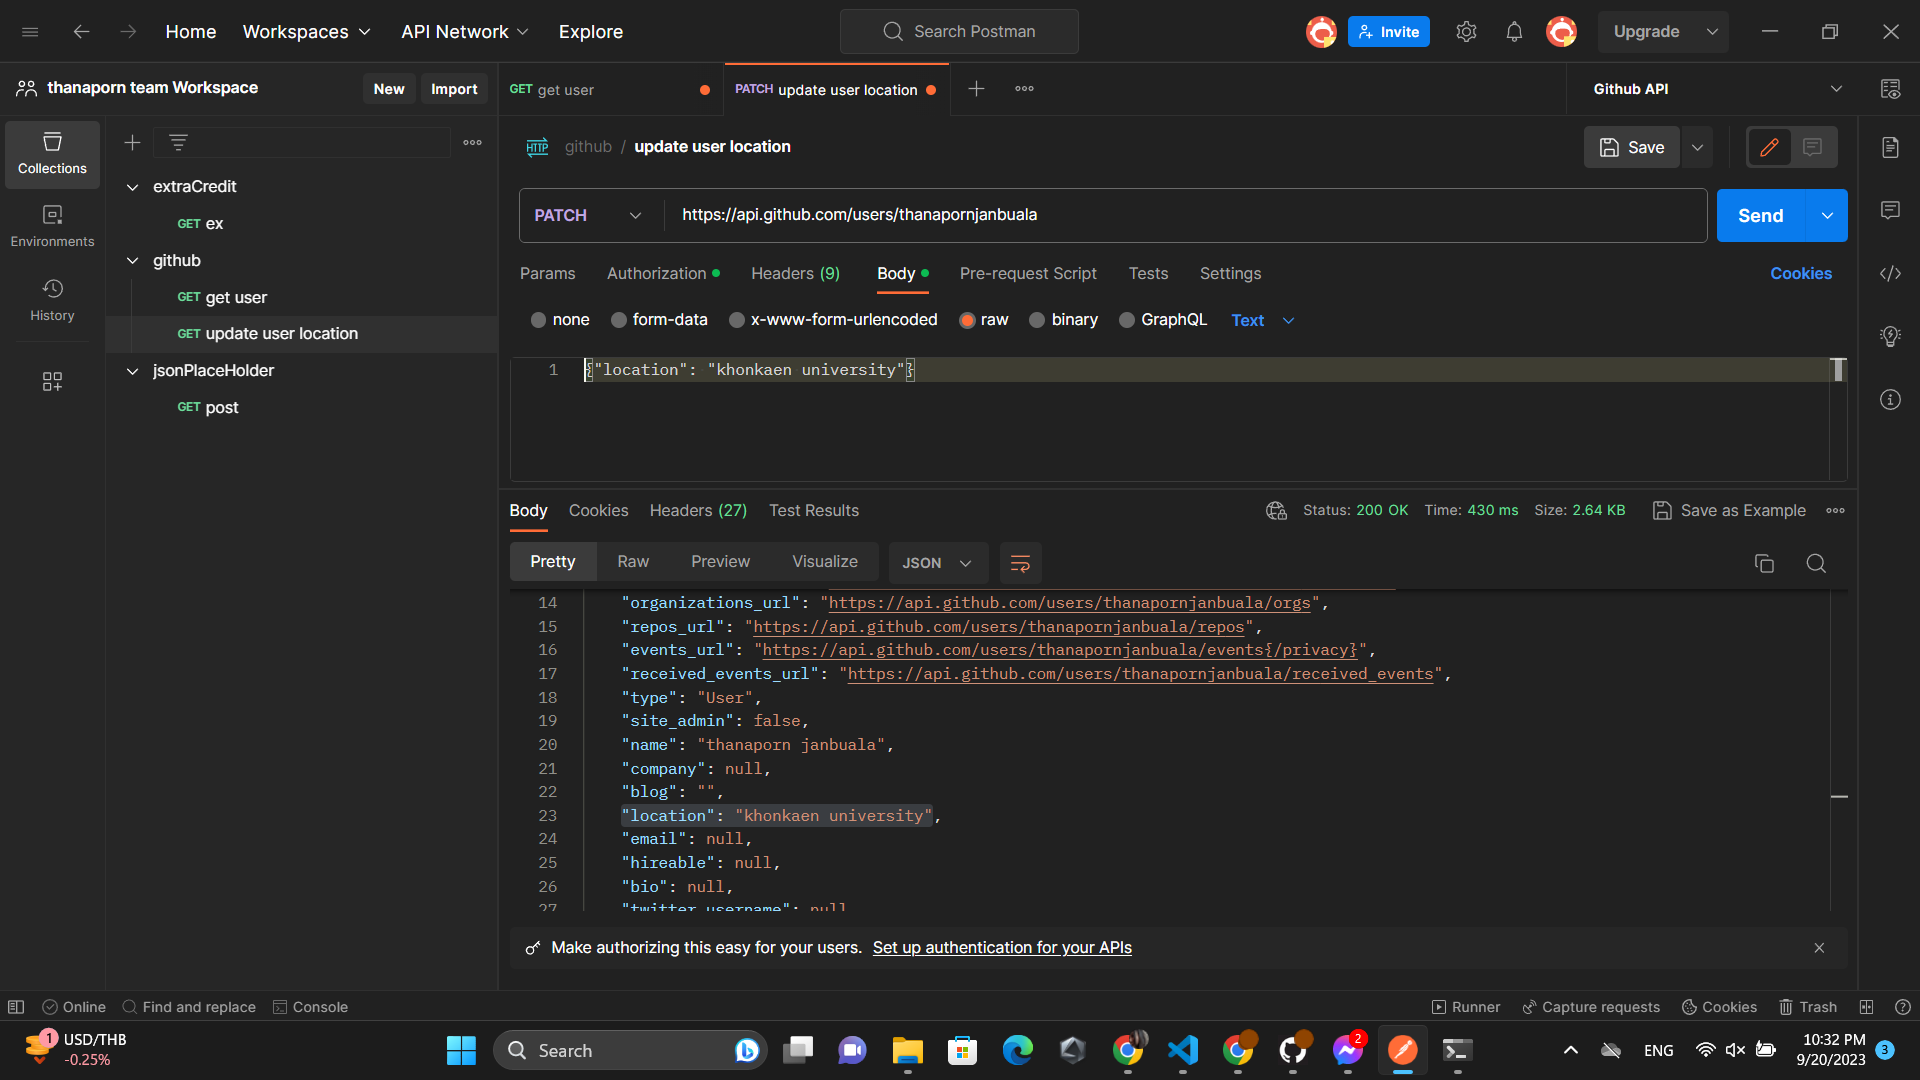 Home
Workspaces
API Network
Explore
Search Postman
Invite
Upgrade
thanaporn team Workspace
New
Import
GET get user
PATCH update user location
Github API
Collections
Environments
History
extraCredit
GET ex
github
GET get user
GET update user location
jsonPlaceHolder
GET post
HTTP github / update user location
Save
PATCH
https://api.github.com/users/thanapornjanbuala
Send
Params
Authorization
Headers (9)
Body
Pre-request Script
Tests
Settings
Cookies
none
form-data
x-www-form-urlencoded
raw
binary
GraphQL
Text
1 {"location": "khonkaen university"}
Body
Cookies
Headers (27)
Test Results
Status: 200 OK
Time: 430 ms
Size: 2.64 KB
Save as Example
Pretty
Raw
Preview
Visualize
JSON
14 "organizations_url": "https://api.github.com/users/thanapornjanbuala/orgs",
15 "repos_url": "https://api.github.com/users/thanapornjanbuala/repos",
16 "events_url": "https://api.github.com/users/thanapornjanbuala/events{/privacy}",
17 "received_events_url": "https://api.github.com/users/thanapornjanbuala/received_events",
18 "type": "User",
19 "site_admin": false,
20 "name": "thanaporn janbuala",
21 "company": null,
22 "blog": "",
23 "location": "khonkaen university",
24 "email": null,
25 "hireable": null,
26 "bio": null,
27 "twitter_username": null
Make authorizing this easy for your users. Set up authentication for your APIs
Online
Find and replace
Console
Runner
Capture requests
Cookies
Trash
1
USD/THB
-0.25%
Search
2
ENG
10:32 PM
9/20/2023
3